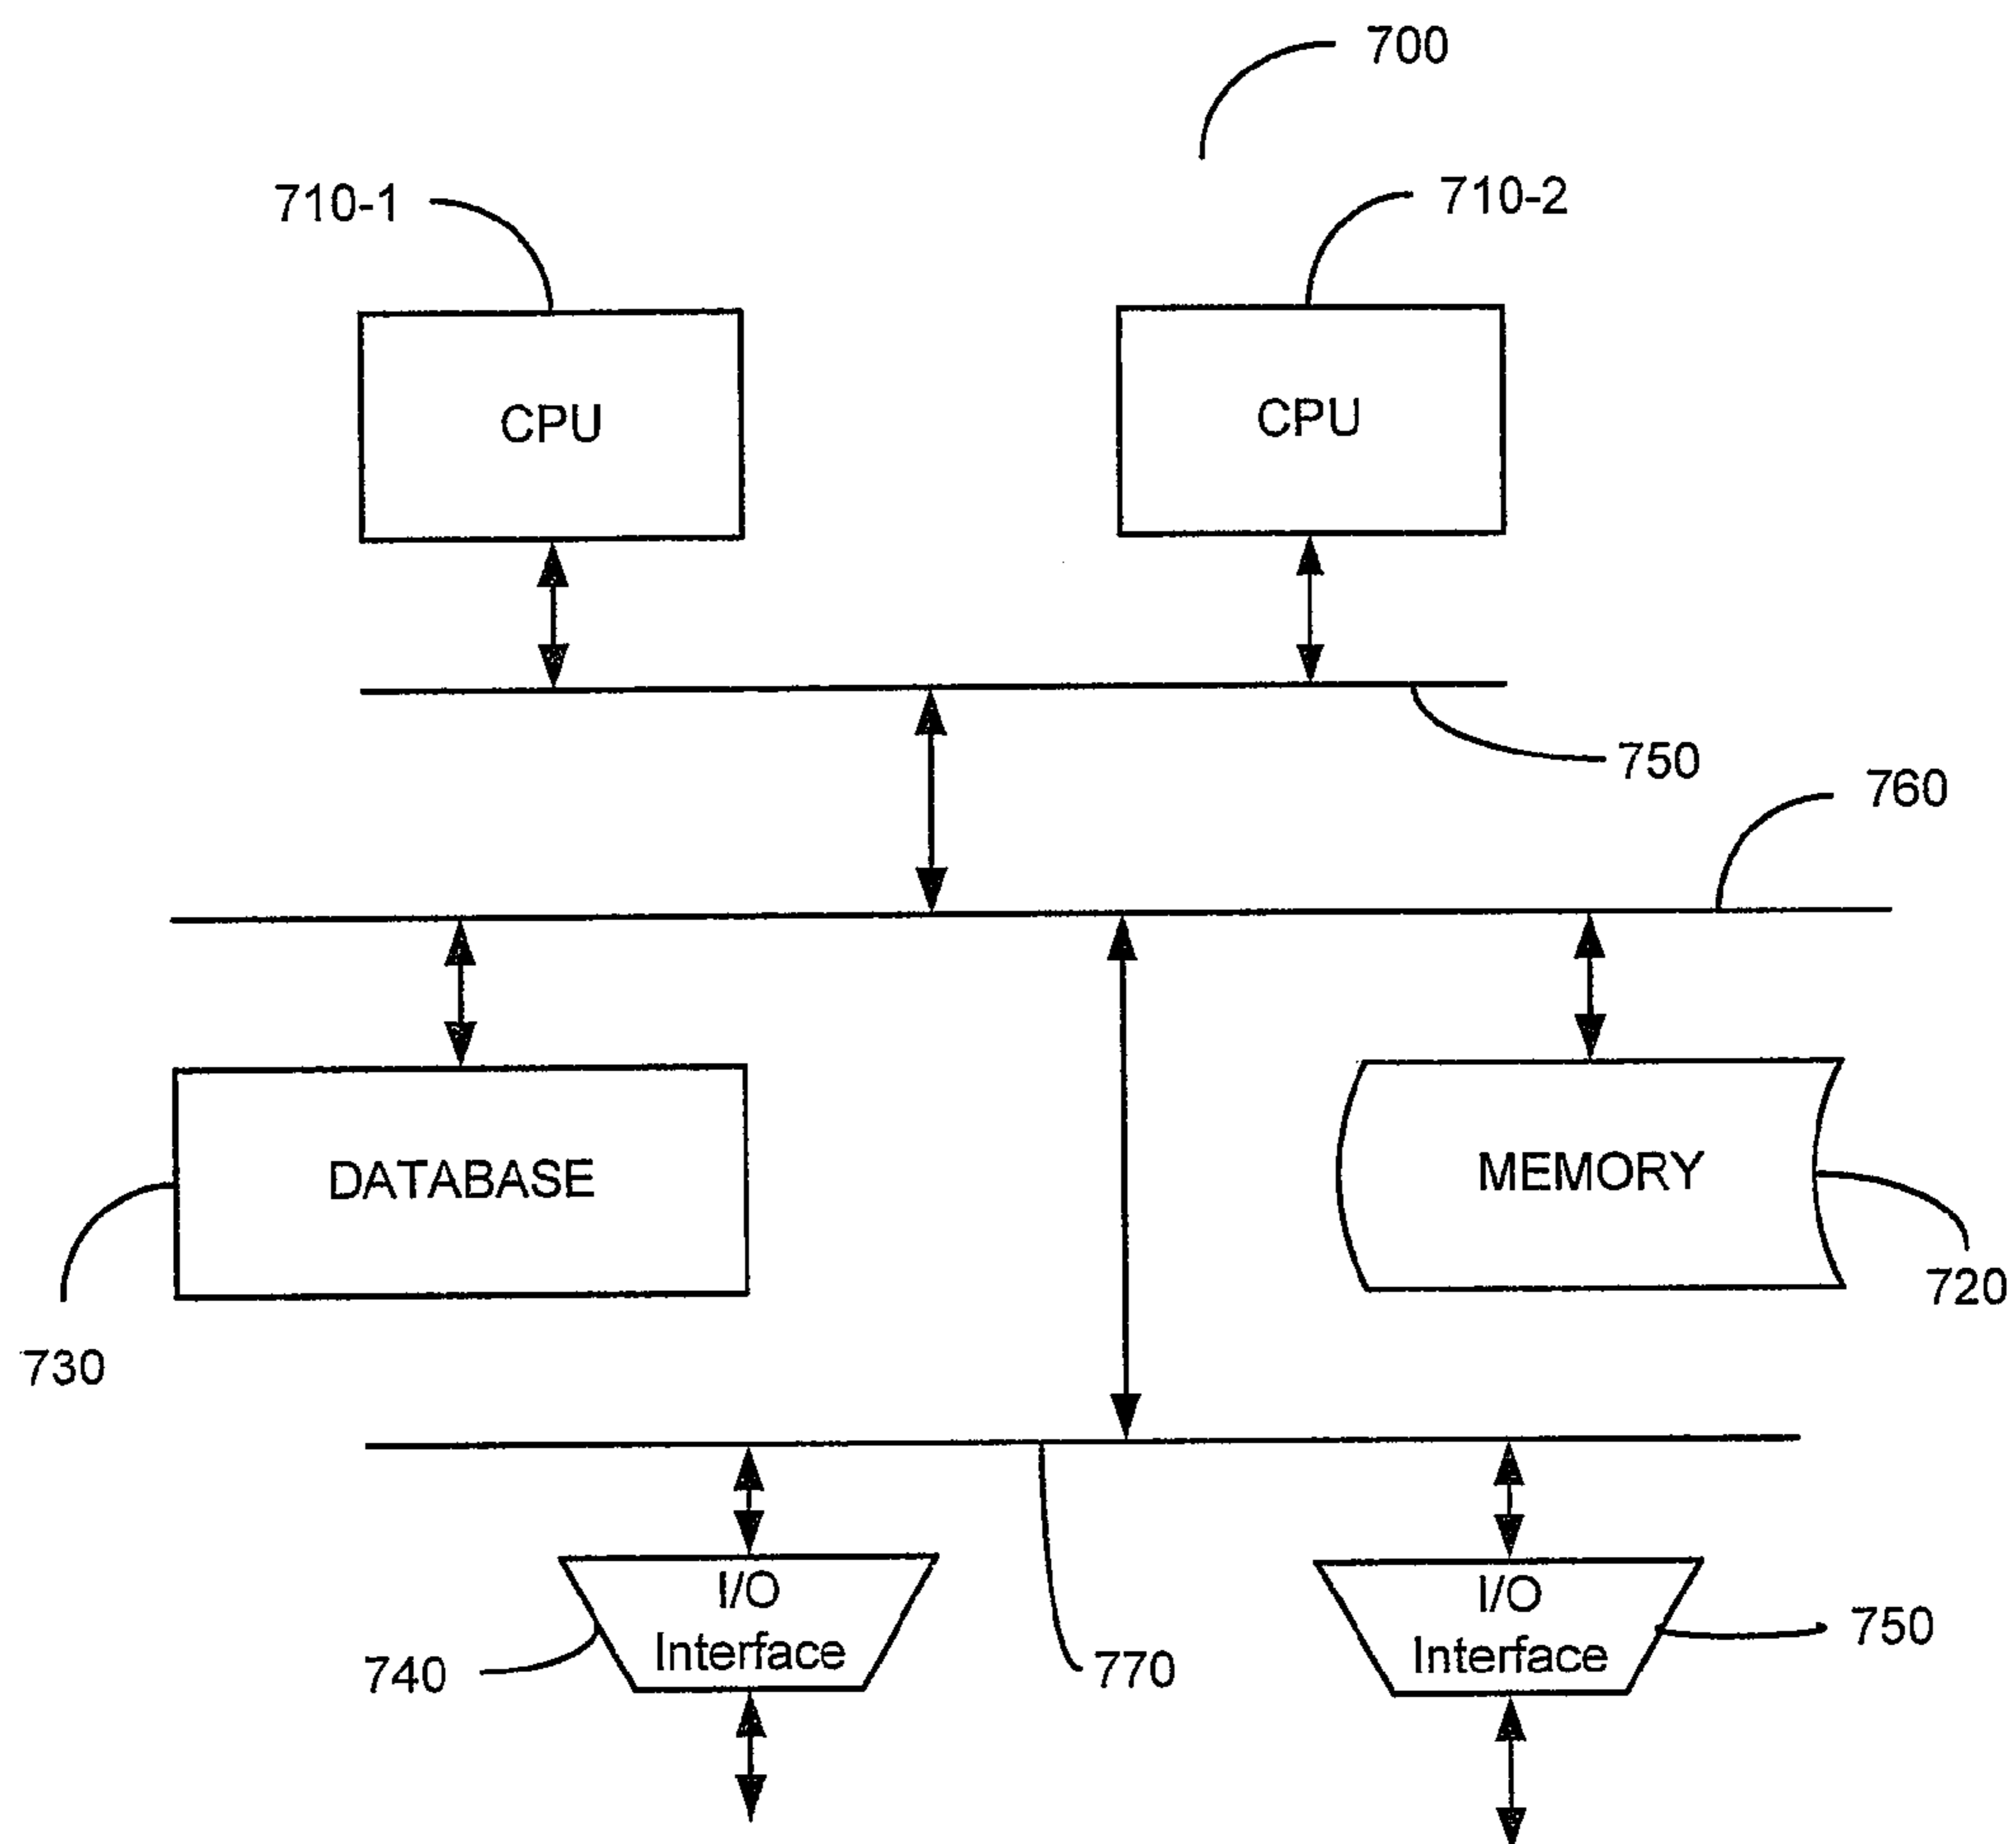 700
710-1
710-2
CPU
CPU
750
760
DATABASE
MEMORY
720
730
I/O
Interface
I/O
Interface
740
770
750